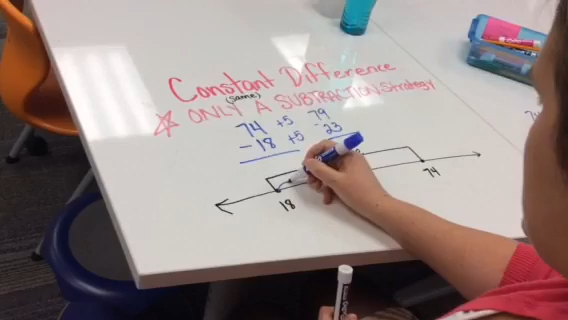 Constant Difference
(same)
☆ ONLY A SUBTRACTION Strategy
74 +5 79
-18 +5 -23
18 74